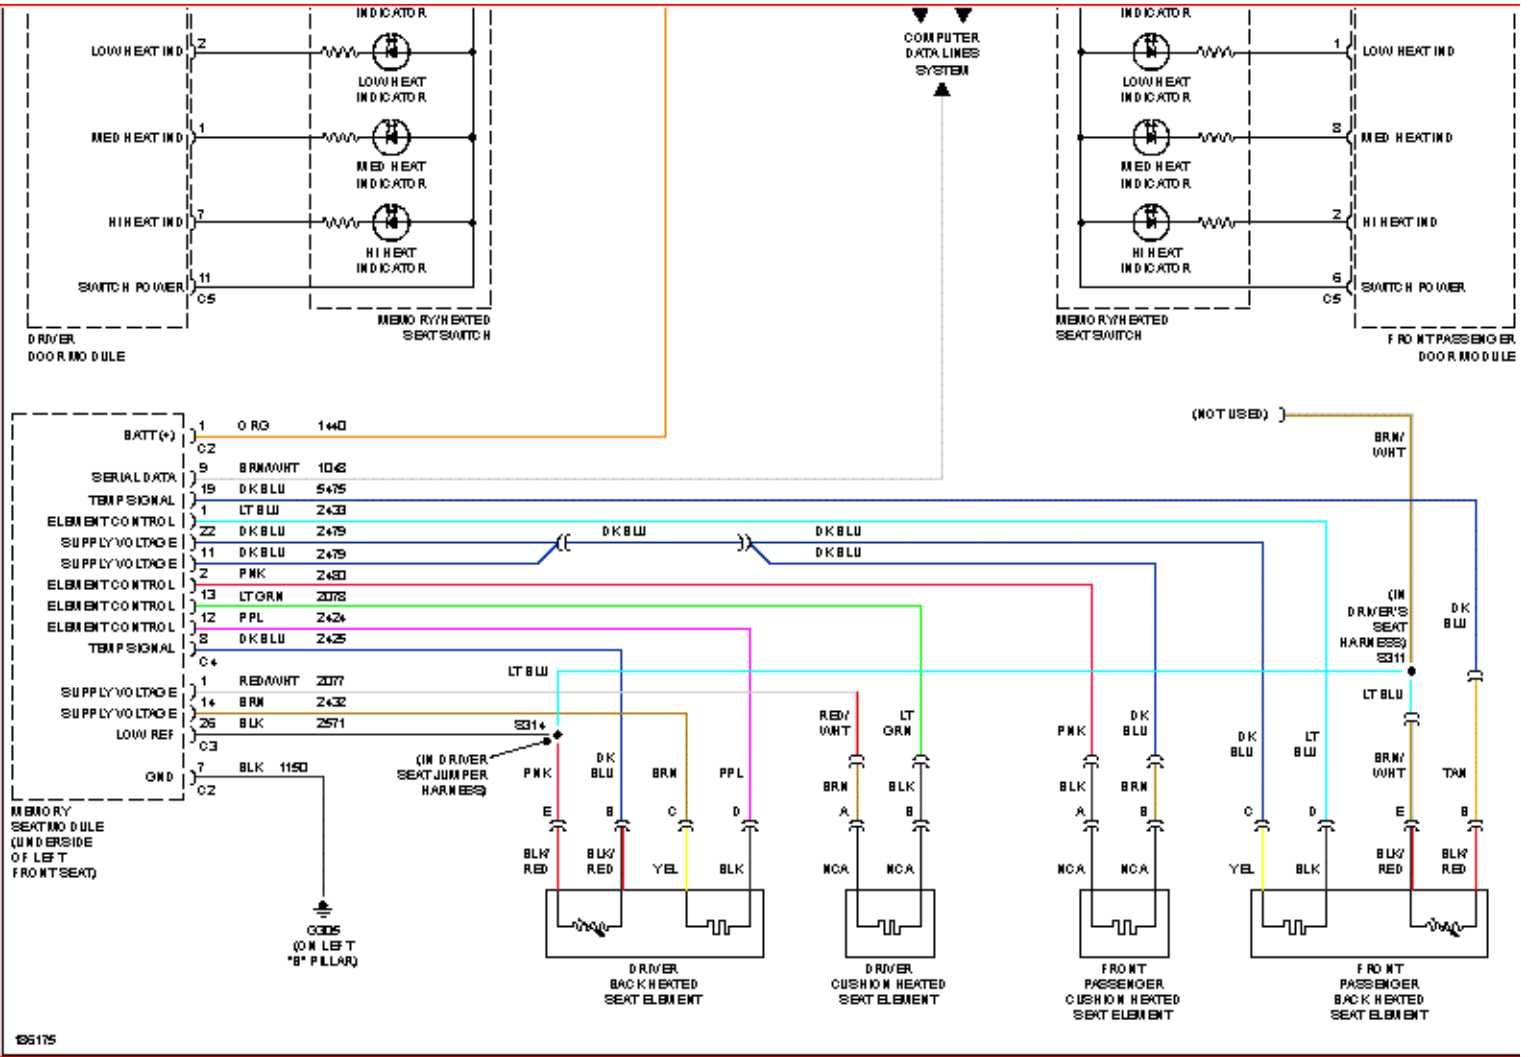 INDICATOR
LOW HEAT IND
2
LOW HEAT
INDICATOR
MED HEAT IND
1
MED HEAT
INDICATOR
HI HEAT IND
7
HI HEAT
INDICATOR
SWITCH POWER
11
C5
DRIVER
DOOR MODULE
MEMORY/HEATED
SEAT SWITCH
COMPUTER
DATA LINES
SYSTEM
INDICATOR
1
LOW HEAT IND
LOW HEAT
INDICATOR
8
MED HEAT IND
MED HEAT
INDICATOR
2
HI HEAT IND
HI HEAT
INDICATOR
6
SWITCH POWER
C5
MEMORY/HEATED
SEAT SWITCH
FRONT PASSENGER
DOOR MODULE
BATT (+) 1 ORG 1440
C2
SERIAL DATA 9 BRN/WHT 1048
TEMP SIGNAL 19 DK BLU 5475
ELEMENT CONTROL 1 LT BLU 2433
SUPPLY VOLTAGE 22 DK BLU 2479
SUPPLY VOLTAGE 11 DK BLU 2479
ELEMENT CONTROL 2 PNK 2480
ELEMENT CONTROL 13 LT GRN 2078
ELEMENT CONTROL 12 PPL 2424
TEMP SIGNAL 8 DK BLU 2425
C4
SUPPLY VOLTAGE 1 RED/WHT 2077
SUPPLY VOLTAGE 14 BRN 2432
LOW REF 26 BLK 2571
C3
GND 7 BLK 1150
C2
MEMORY
SEAT MODULE
(UNDERSIDE
OF LEFT
FRONT SEAT)
G305
(ON LEFT
"B" PILLAR)
DK BLU
DK BLU
DK BLU
(NOT USED)
BRN/
WHT
(IN
DRIVER'S
SEAT
HARNESS)
S311
DK
BLU
LT BLU
LT BLU
S314
(IN DRIVER
SEAT JUMPER
HARNESS)
PNK
DK
BLU
BRN
PPL
E
B
C
D
BLK/
RED
BLK/
RED
YEL
BLK
DRIVER
BACK HEATED
SEAT ELEMENT
RED/
WHT
LT
GRN
BRN
BLK
A
B
NCA
NCA
DRIVER
CUSHION HEATED
SEAT ELEMENT
PNK
DK
BLU
BLK
BRN
A
B
NCA
NCA
FRONT
PASSENGER
CUSHION HEATED
SEAT ELEMENT
DK
BLU
LT
BLU
BRN/
WHT
TAN
C
D
E
B
YEL
BLK
BLK/
RED
BLK/
RED
FRONT
PASSENGER
BACK HEATED
SEAT ELEMENT
186175